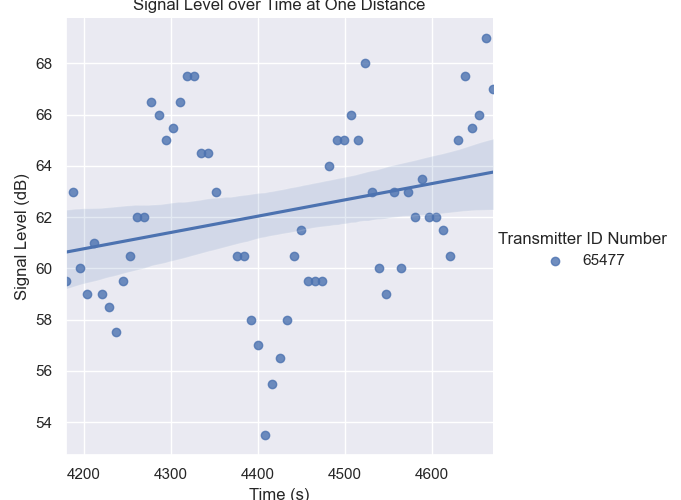 Signal Level over Time at One Distance
68
66
64
62
60
58
56
54
Signal Level (dB)
4200 4300 4400 4500 4600
Time (s)
Transmitter ID Number
65477